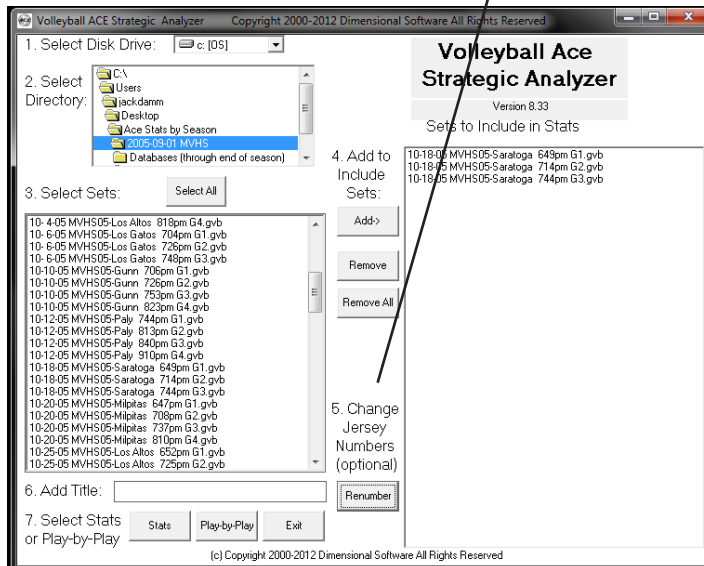 Volleyball ACE Strategic Analyzer Copyright 2000-2012 Dimensional Software All Rights Reserved
1. Select Disk Drive: c: [OS]
2. Select
Directory:
C:\
Users
jackdamm
Desktop
Ace Stats by Season
2005-09-01 MVHS
Databases (through end of season)
3. Select Sets: Select All
10- 4-05 MVHS05-Los Altos 818pm G4.gvb
10- 6-05 MVHS05-Los Gatos 704pm G1.gvb
10- 6-05 MVHS05-Los Gatos 726pm G2.gvb
10- 6-05 MVHS05-Los Gatos 748pm G3.gvb
10-10-05 MVHS05-Gunn 706pm G1.gvb
10-10-05 MVHS05-Gunn 726pm G2.gvb
10-10-05 MVHS05-Gunn 753pm G3.gvb
10-10-05 MVHS05-Gunn 823pm G4.gvb
10-12-05 MVHS05-Paly 744pm G1.gvb
10-12-05 MVHS05-Paly 813pm G2.gvb
10-12-05 MVHS05-Paly 840pm G3.gvb
10-12-05 MVHS05-Paly 910pm G4.gvb
10-18-05 MVHS05-Saratoga 649pm G1.gvb
10-18-05 MVHS05-Saratoga 714pm G2.gvb
10-18-05 MVHS05-Saratoga 744pm G3.gvb
10-20-05 MVHS05-Milpitas 647pm G1.gvb
10-20-05 MVHS05-Milpitas 708pm G2.gvb
10-20-05 MVHS05-Milpitas 737pm G3.gvb
10-20-05 MVHS05-Milpitas 810pm G4.gvb
10-25-05 MVHS05-Los Altos 652pm G1.gvb
10-25-05 MVHS05-Los Altos 725pm G2.gvb
4. Add to
Include
Sets:
Add->
Remove
Remove All
5. Change
Jersey
Numbers
(optional)
Renumber
Volleyball Ace
Strategic Analyzer
Version 8.33
Sets to Include in Stats
10-18-05 MVHS05-Saratoga 649pm G1.gvb
10-18-05 MVHS05-Saratoga 714pm G2.gvb
10-18-05 MVHS05-Saratoga 744pm G3.gvb
6. Add Title:
7. Select Stats
or Play-by-Play
Stats Play-by-Play Exit
(c) Copyright 2000-2012 Dimensional Software All Rights Reserved